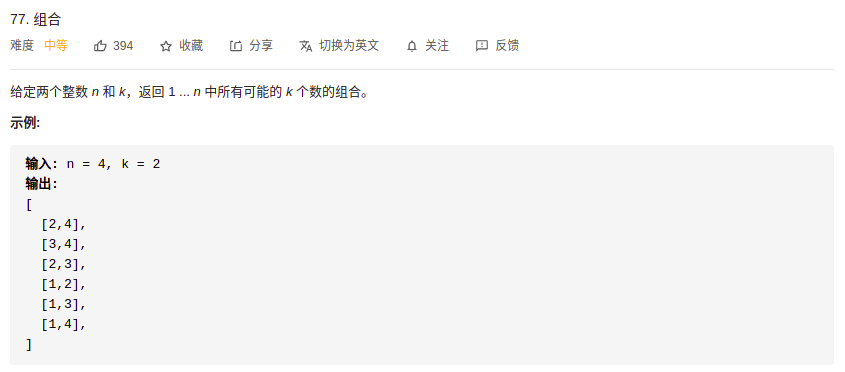 77. 组合
难度 中等 394 收藏 分享 切换为英文 关注 反馈
给定两个整数 n 和 k，返回 1 ... n 中所有可能的 k 个数的组合。
示例:
输入: n = 4, k = 2
输出:
[
  [2,4],
  [3,4],
  [2,3],
  [1,2],
  [1,3],
  [1,4],
]